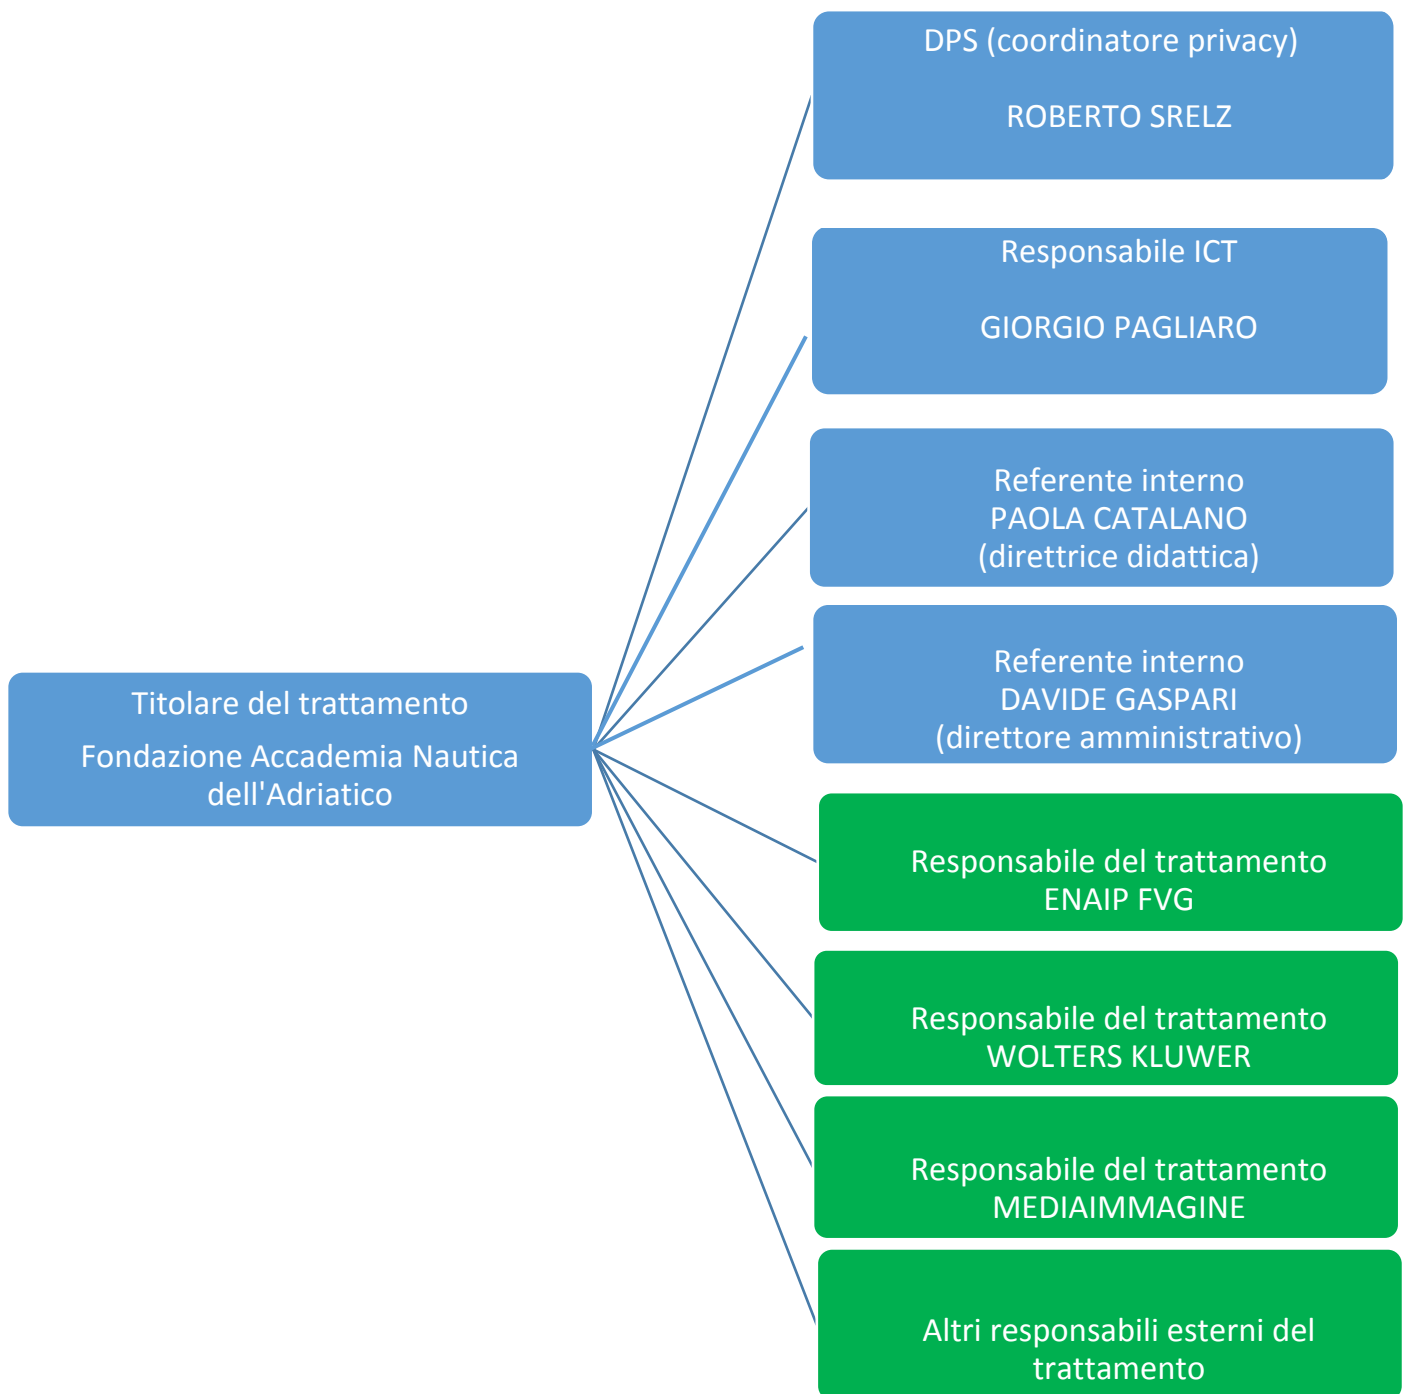 DPS (coordinatore privacy)
ROBERTO SRELZ
Responsabile ICT
GIORGIO PAGLIARO
Referente interno
PAOLA CATALANO
(direttrice didattica)
Referente interno
DAVIDE GASPARI
(direttore amministrativo)
Titolare del trattamento
Fondazione Accademia Nautica
dell'Adriatico
Responsabile del trattamento
ENAIP FVG
Responsabile del trattamento
WOLTERS KLUWER
Responsabile del trattamento
MEDIAIMMAGINE
Altri responsabili esterni del
trattamento